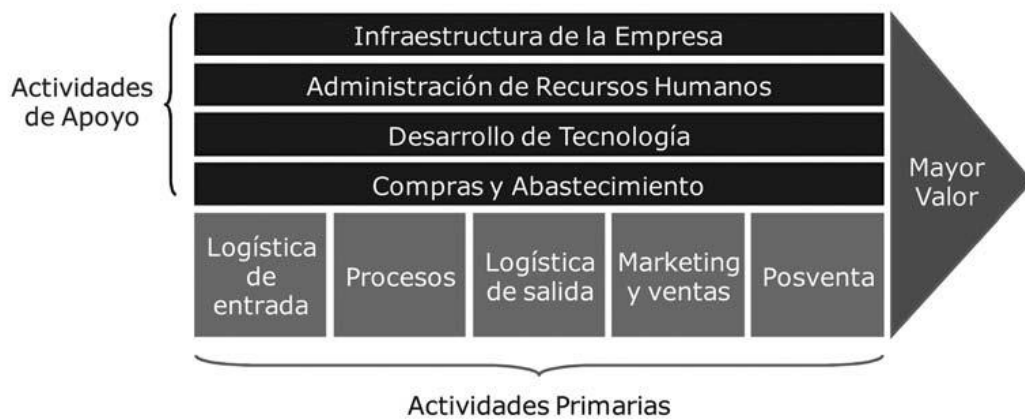 Actividades
de Apoyo
Infraestructura de la Empresa
Administración de Recursos Humanos
Desarrollo de Tecnología
Compras y Abastecimiento
Logística
de
entrada
Procesos
Logística
de salida
Marketing
y ventas
Posventa
Mayor
Valor
Actividades Primarias